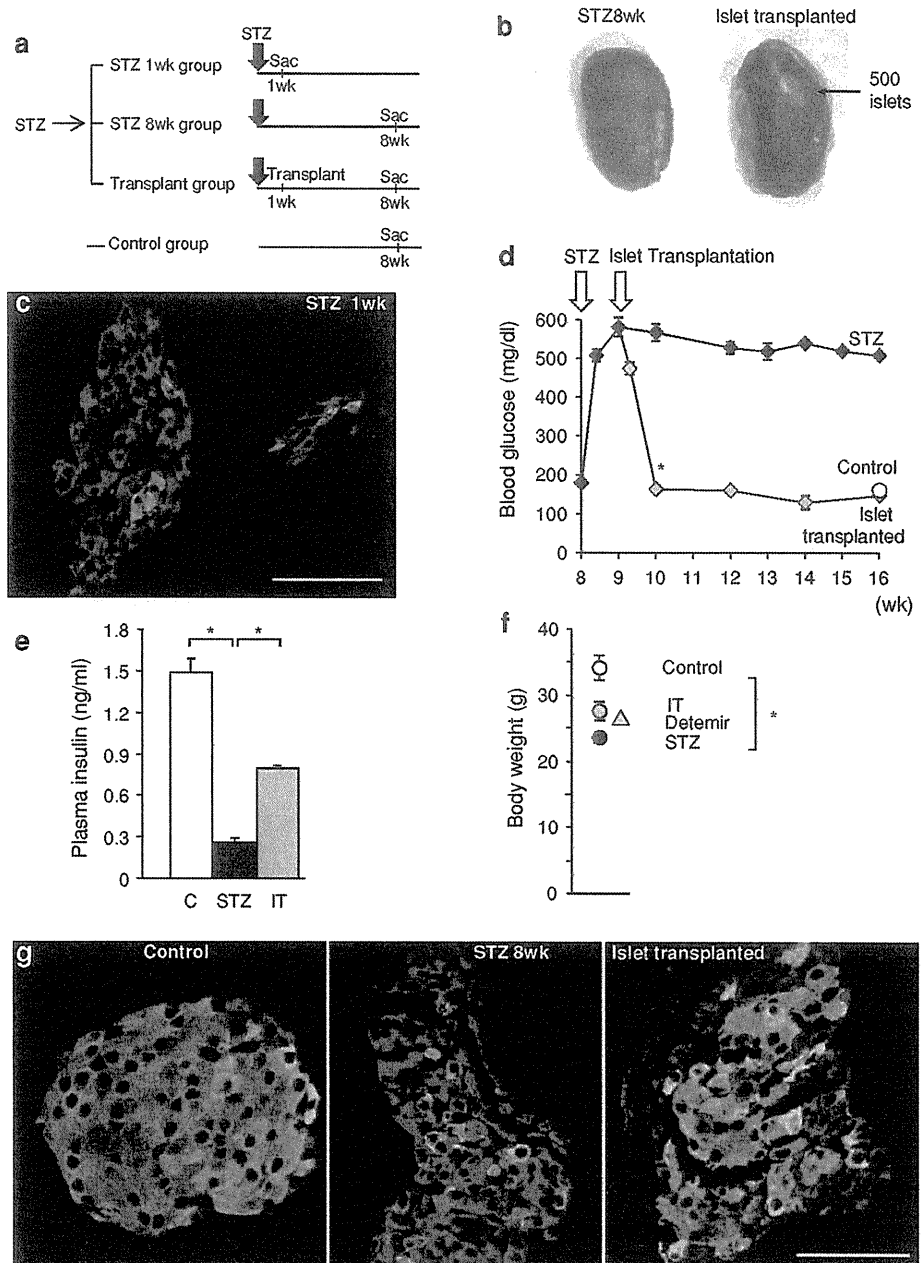 a
STZ
STZ 1wk group
Sac
1wk
STZ
STZ 8wk group
Sac
8wk
Transplant group
Transplant
Sac
1wk
8wk
Control group
Sac
8wk
b
STZ8wk
Islet transplanted
500
islets
c
STZ 1wk
d
STZ
Islet Transplantation
Blood glucose (mg/dl)
600
500
400
300
200
100
0
STZ
*
Control
Islet
transplanted
8 9 10 12 13 14 15 16
(wk)
e
Plasma insulin (ng/ml)
1.8
1.5
1.2
0.9
0.6
0.3
0
* *
C STZ IT
f
Body weight (g)
40
30
20
10
0
Control
IT
Detemir
STZ
*
g
Control
STZ 8wk
Islet transplanted